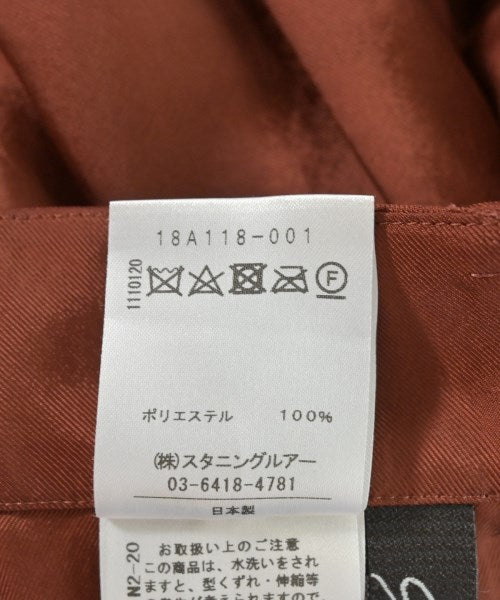 18A118-001
1110120
F
ポリエステル 100%
(株)スタニングルアー
03-6418-4781
日本製
N2-20
お取扱い上のご注意
この商品は、水洗いをされ
ますと、型くずれ・伸縮等